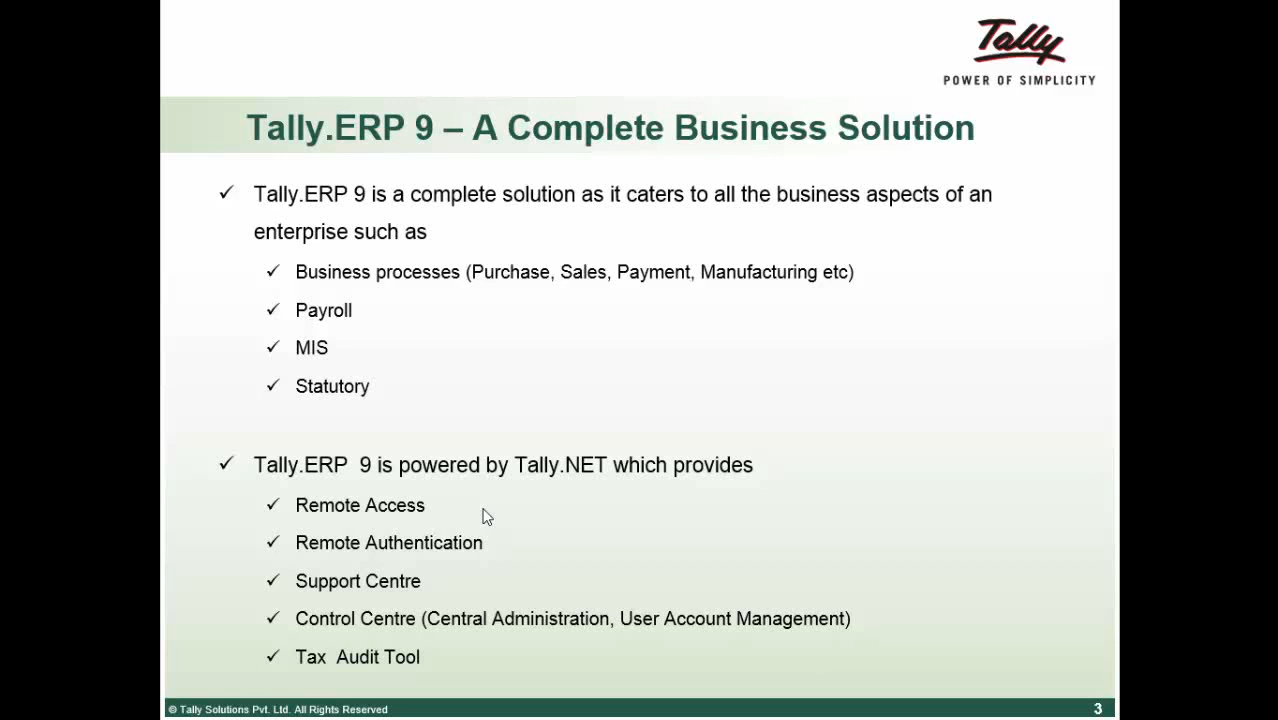 Tally
POWER OF SIMPLICITY
Tally.ERP 9 – A Complete Business Solution
✓ Tally.ERP 9 is a complete solution as it caters to all the business aspects of an
enterprise such as
✓ Business processes (Purchase, Sales, Payment, Manufacturing etc)
✓ Payroll
✓ MIS
✓ Statutory
✓ Tally.ERP 9 is powered by Tally.NET which provides
✓ Remote Access
✓ Remote Authentication
✓ Support Centre
✓ Control Centre (Central Administration, User Account Management)
✓ Tax Audit Tool
© Tally Solutions Pvt. Ltd. All Rights Reserved
3